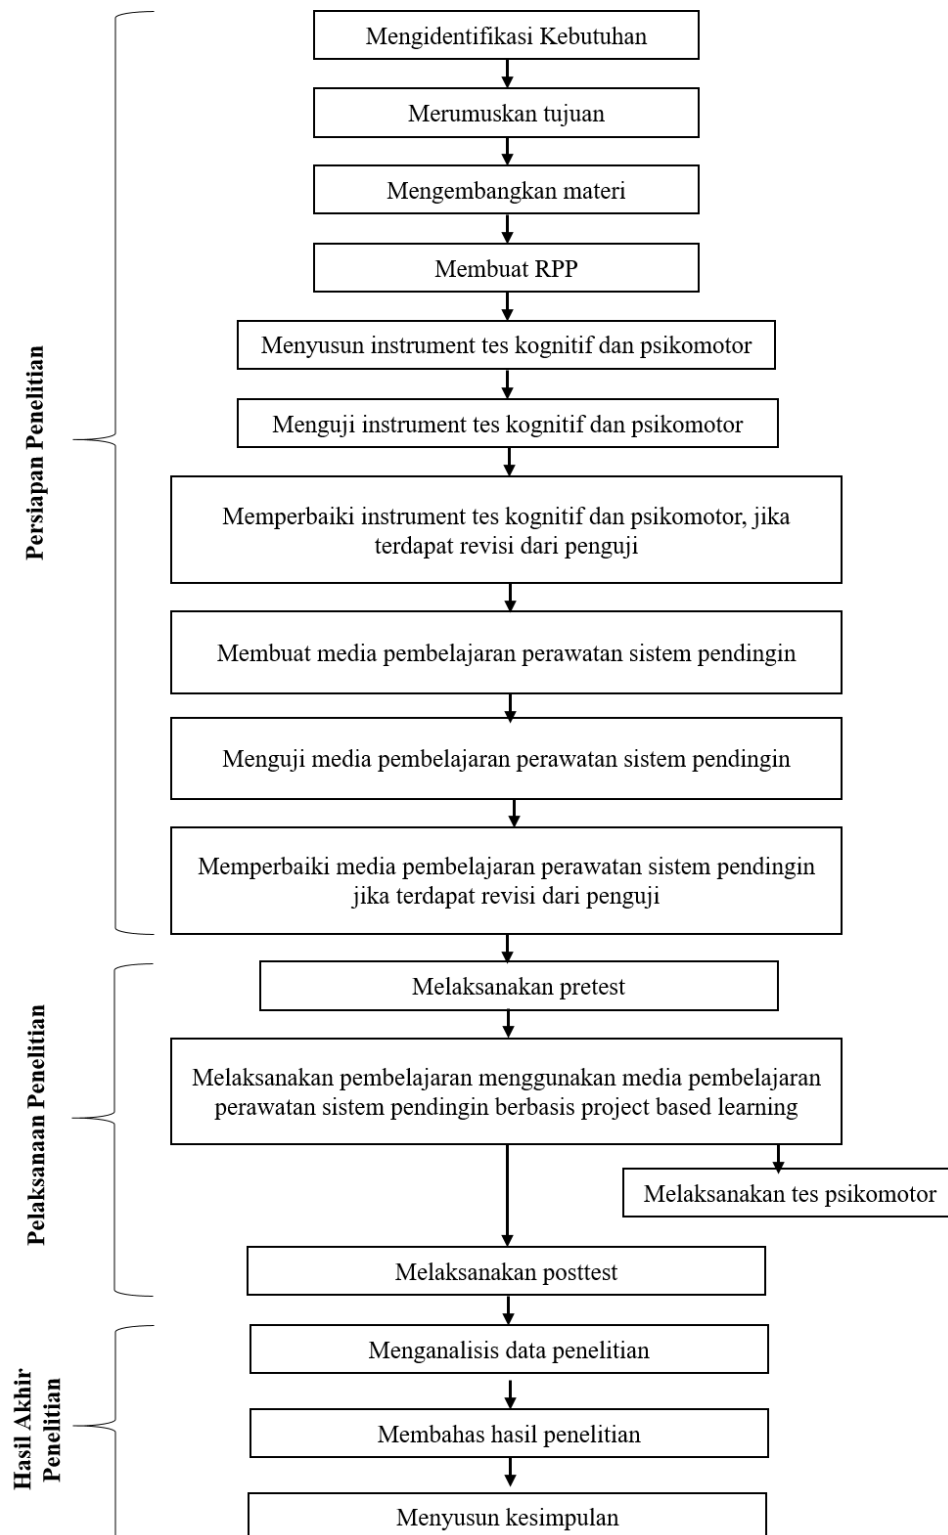 Mengidentifikasi Kebutuhan
Merumuskan tujuan
Mengembangkan materi
Membuat RPP
Menyusun instrument tes kognitif dan psikomotor
Menguji instrument tes kognitif dan psikomotor
Memperbaiki instrument tes kognitif dan psikomotor, jika
terdapat revisi dari penguji
Membuat media pembelajaran perawatan sistem pendingin
Menguji media pembelajaran perawatan sistem pendingin
Memperbaiki media pembelajaran perawatan sistem pendingin
jika terdapat revisi dari penguji
Persiapan Penelitian
Melaksanakan pretest
Melaksanakan pembelajaran menggunakan media pembelajaran
perawatan sistem pendingin berbasis project based learning
Melaksanakan tes psikomotor
Melaksanakan posttest
Pelaksanaan Penelitian
Menganalisis data penelitian
Membahas hasil penelitian
Menyusun kesimpulan
Hasil Akhir
Penelitian